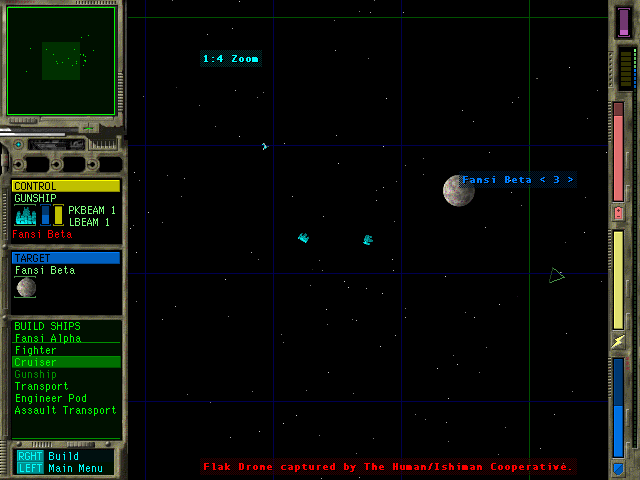 1:4 Zoom
Fansi Beta < 3 >
CONTROL
GUNSHIP
PKBEAM 1
LBEAM 1
Fansi Beta
TARGET
Fansi Beta
BUILD SHIPS
Fansi Alpha
Fighter
Cruiser
Gunship
Transport
Engineer Pod
Assault Transport
RGHT Build
LEFT Main Menu
Flak Drome captured by The Human/Ishiman Cooperative.